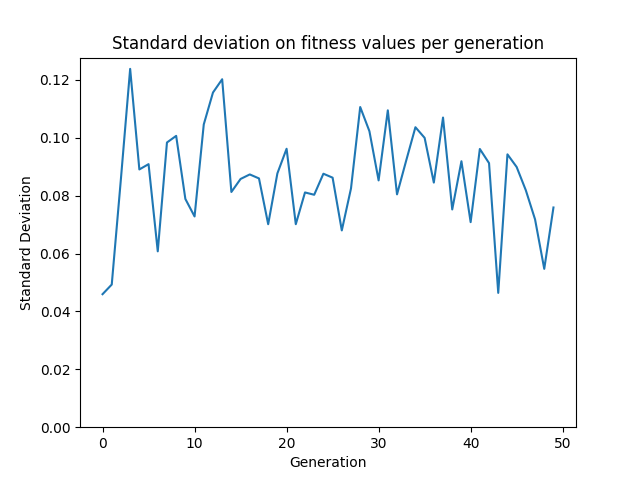 Standard deviation on fitness values per generation
0.12
0.10
0.08
0.06
0.04
0.02
0.00
Standard Deviation
0 10 20 30 40 50
Generation